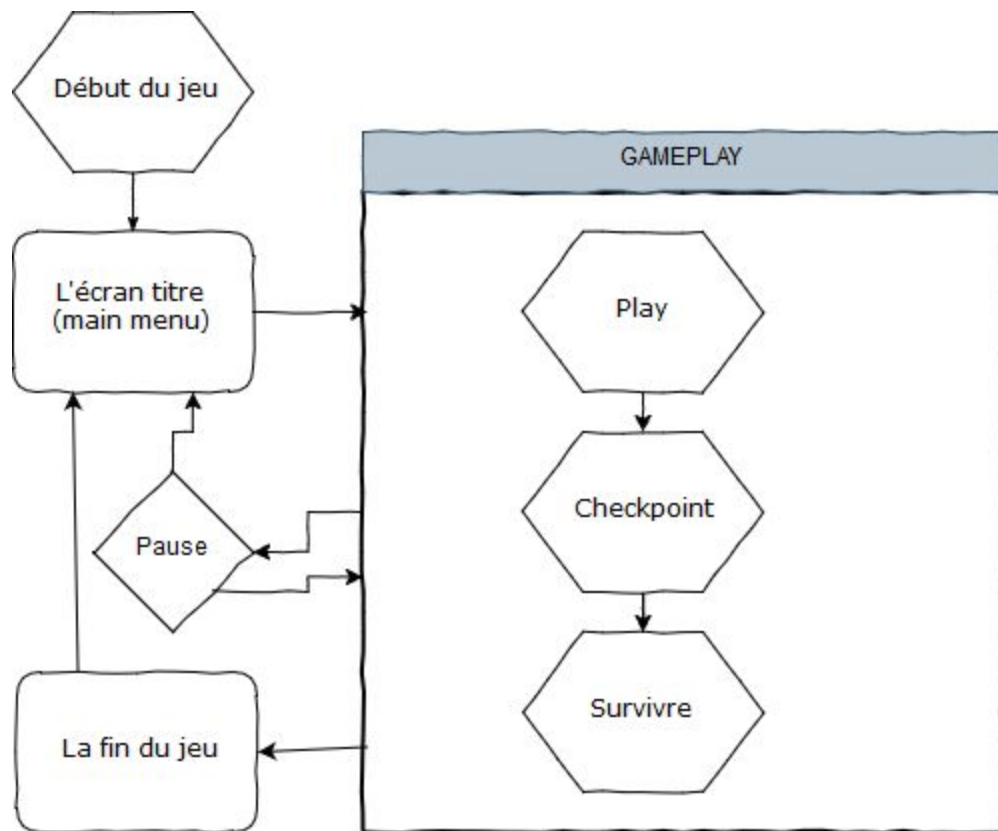 Début du jeu
GAMEPLAY
L'écran titre
(main menu)
Play
Checkpoint
Pause
Survivre
La fin du jeu